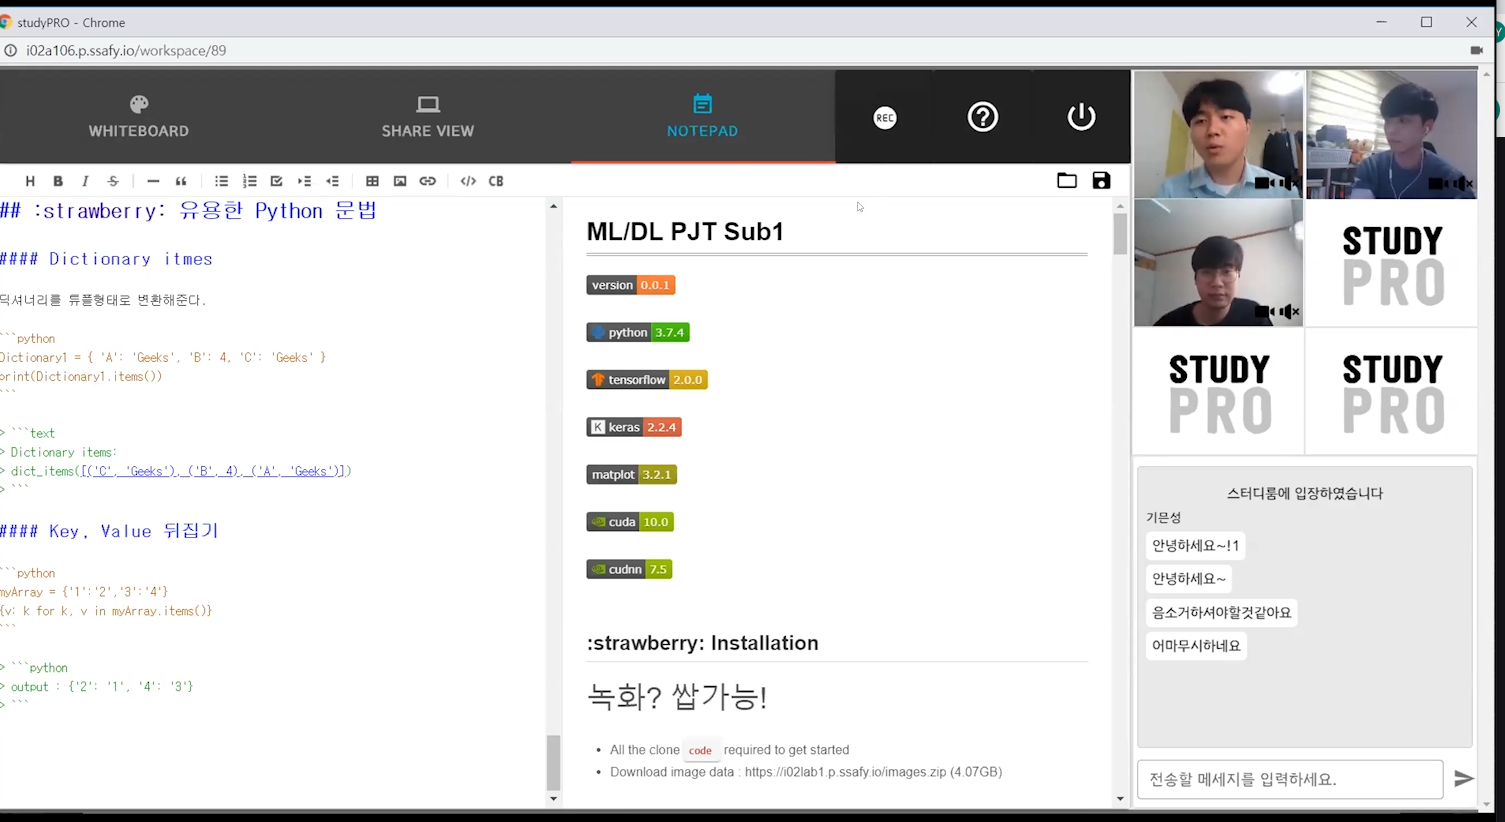 studyPRO - Chrome
i02a106.p.ssafy.io/workspace/89
WHITEBOARD
SHARE VIEW
NOTEPAD
REC
H B I S CB
## :strawberry: 유용한 Python 문법
#### Dictionary itmes
딕셔너리를 튜플형태로 변환해준다.
```python
Dictionary1 = { 'A': 'Geeks', 'B': 4, 'C': 'Geeks' }
print(Dictionary1.items())
```
> ```text
> Dictionary items:
> dict_items([('C', 'Geeks'), ('B', 4), ('A', 'Geeks')])
> ```
#### Key, Value 뒤집기
```python
myArray = {'1':'2','3':'4'}
{v: k for k, v in myArray.items()}
```
> ```python
> output : {'2': '1', '4': '3'}
> ```
ML/DL PJT Sub1
version 0.0.1
python 3.7.4
tensorflow 2.0.0
K keras 2.2.4
matplot 3.2.1
cuda 10.0
cudnn 7.5
:strawberry: Installation
녹화? 쌉가능!
• All the clone code required to get started
• Download image data : https://i02lab1.p.ssafy.io/images.zip (4.07GB)
STUDY
PRO
STUDY
PRO
STUDY
PRO
스터디룸에 입장하였습니다
기믄성
안녕하세요~!1
안녕하세요~
음소거하셔야할것같아요
어마무시하네요
전송할 메세지를 입력하세요.